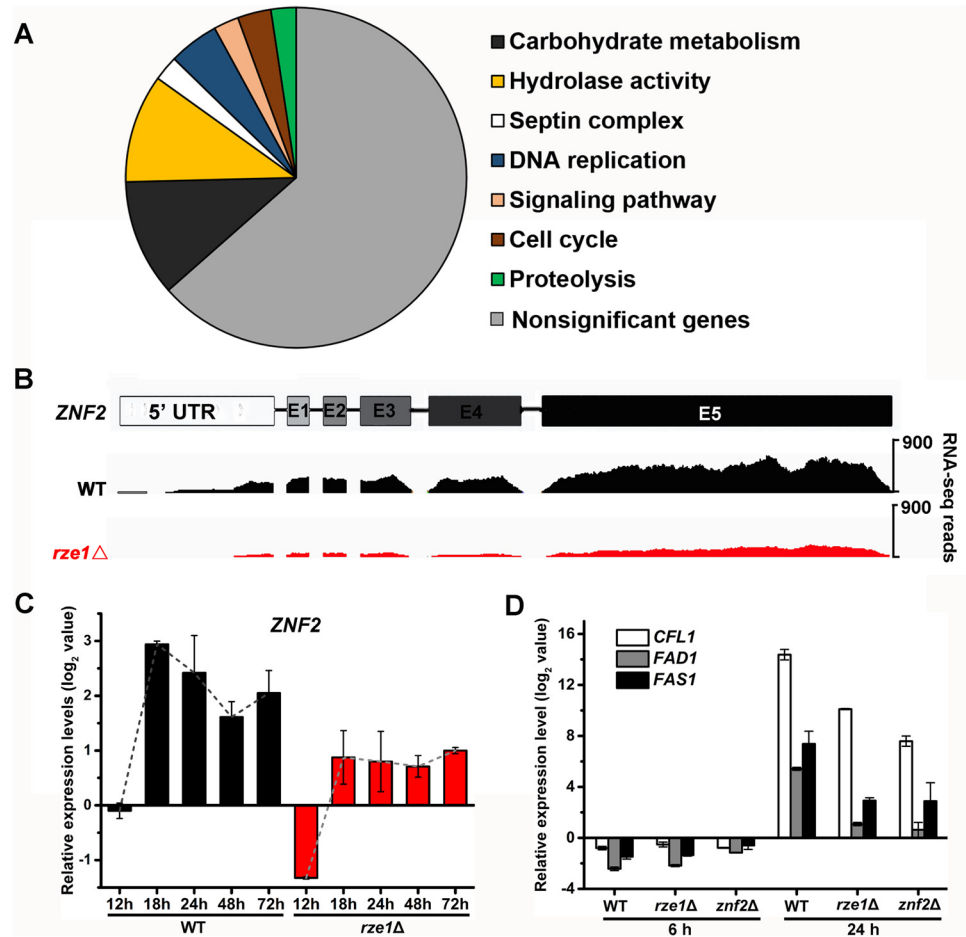 A
Carbohydrate metabolism
Hydrolase activity
Septin complex
DNA replication
Signaling pathway
Cell cycle
Proteolysis
Nonsignificant genes
B
ZNF2
5' UTR
E1
E2
E3
E4
E5
WT
900
rze1△
900
RNA-seq reads
C
ZNF2
Relative expression levels (log2 value)
3
2
1
0
-1
12h 18h 24h 48h 72h 12h 18h 24h 48h 72h
WT rze1Δ
D
Relative expression level (log2 value)
CFL1
FAD1
FAS1
16
12
8
4
0
-4
WT rze1Δ znf2Δ WT rze1Δ znf2Δ
6 h 24 h